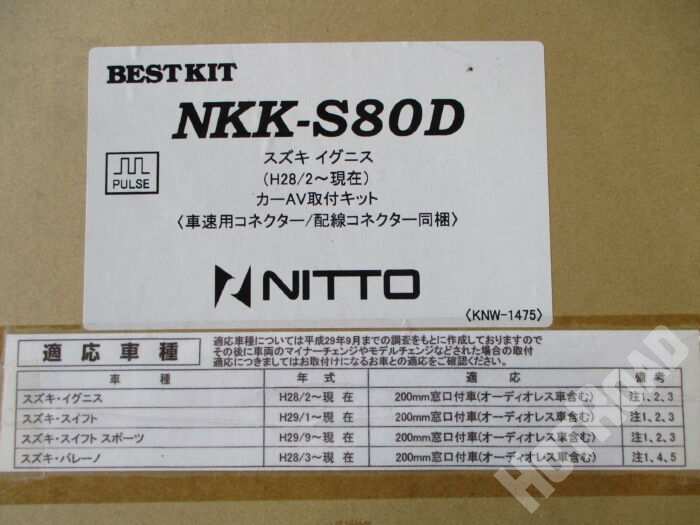 BESTKIT
NKK-S80D
PULSE
スズキ イグニス
(H28/2～現在)
カーAV取付キット
〈車速用コネクター/配線コネクター同梱〉
NITTO
〈KNW-1475〉
適応車種
適応車種については平成29年9月までの調査をもとに作成しておりますので
その後に車両のマイナーチェンジやモデルチェンジなどされた場合の取付
適応につきましてはお取付けになるお車との適応をご確認ください。
車 種 年 式 適 応 備 考
スズキ・イグニス H28/2～現 在 200mm窓口付車(オーディオレス車含む) 注1、2、3
スズキ・スイフト H29/1～現 在 200mm窓口付車(オーディオレス車含む) 注1、2、3
スズキ・スイフト スポーツ H29/9～現 在 200mm窓口付車(オーディオレス車含む) 注1、2、3
スズキ・バレーノ H28/3～現 在 200mm窓口付車(オーディオレス車含む) 注1、4、5
HOT ROAD